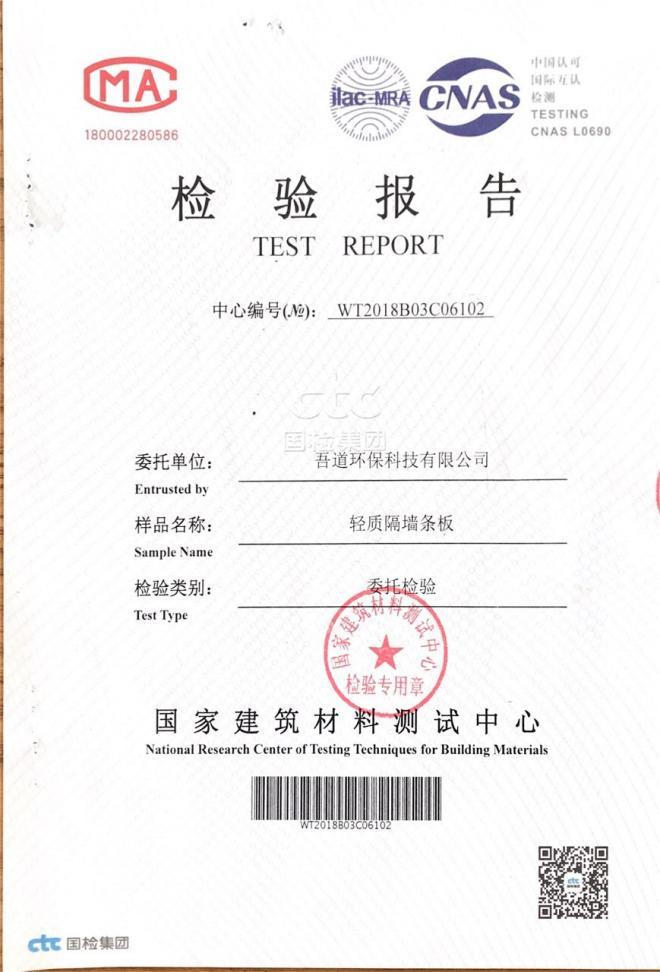 MA
180002280586
ilac-MRA
CNAS
中国认可
国际互认
检测
TESTING
CNAS L0690
检验报告
TEST REPORT
中心编号(№): WT2018B03C06102
ctc
国检集团
委托单位: 吾道环保科技有限公司
Entrusted by
样品名称: 轻质隔墙条板
Sample Name
检验类别: 委托检验
Test Type
国家建筑材料测试中心
检验专用章
国家建筑材料测试中心
National Research Center of Testing Techniques for Building Materials
WT2018B03C06102
ctc 国检集团